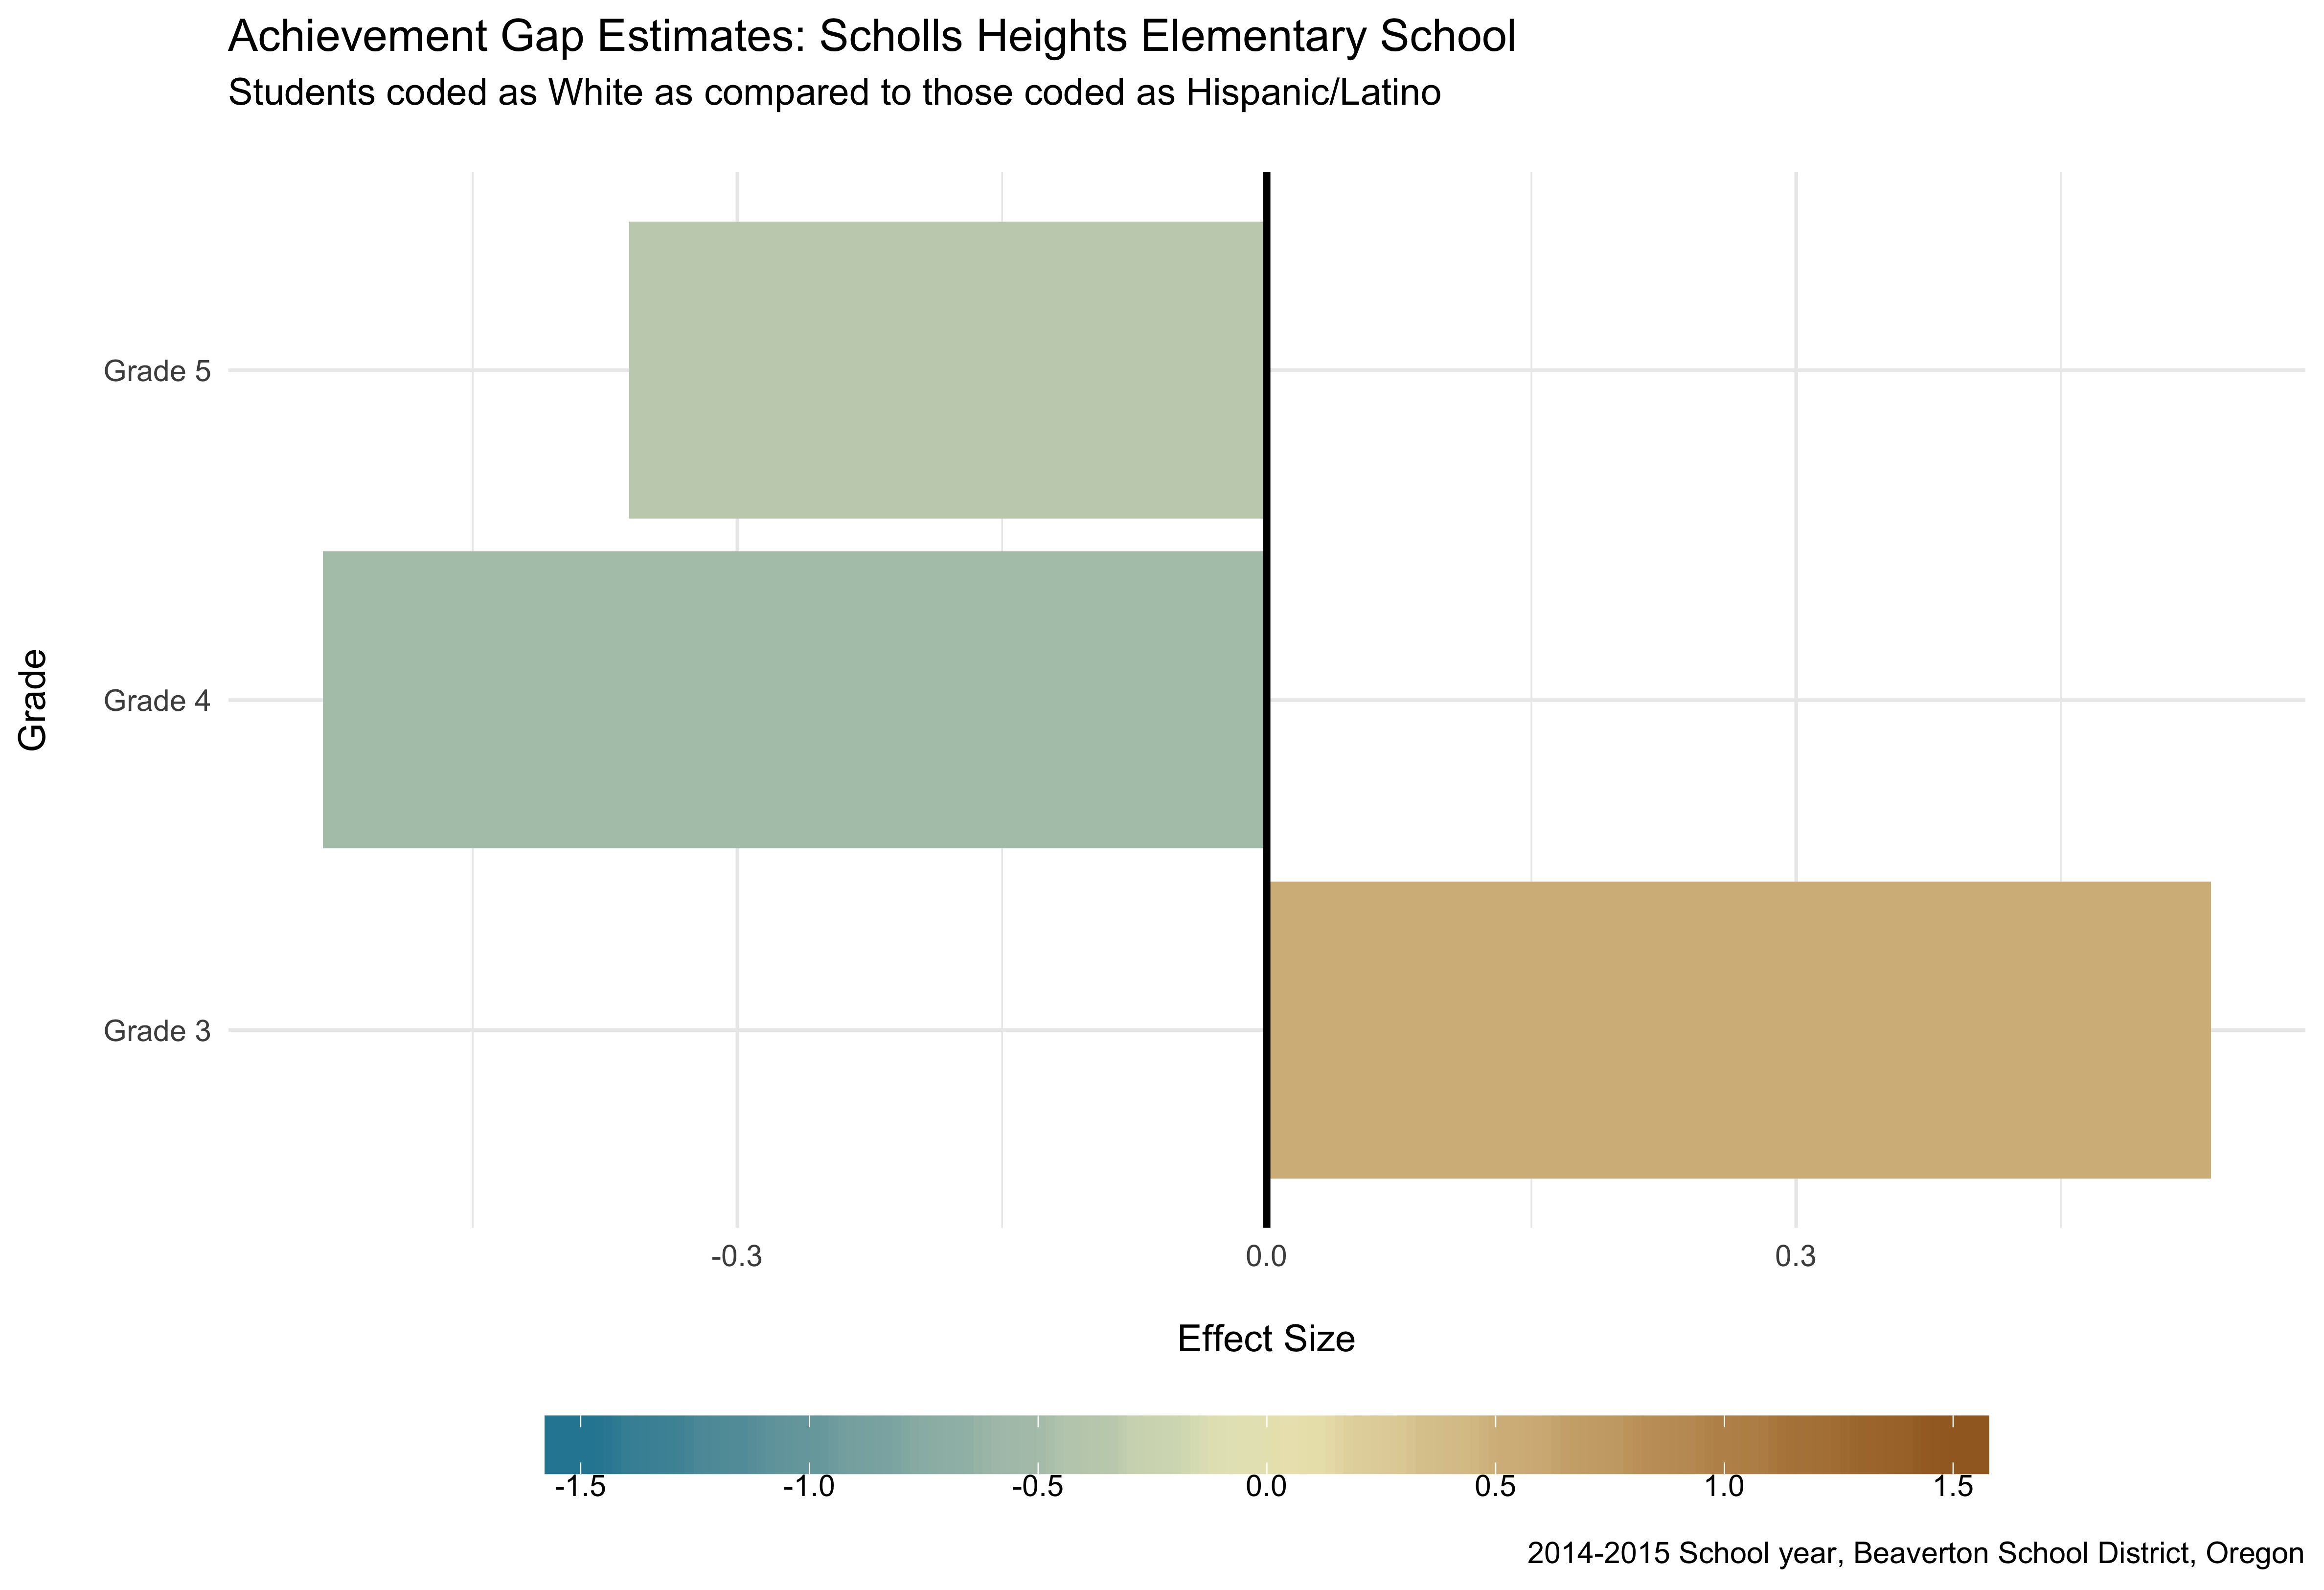 Achievement Gap Estimates: Scholls Heights Elementary School
Students coded as White as compared to those coded as Hispanic/Latino
Grade
Grade 5
Grade 4
Grade 3
-0.3 0.0 0.3
Effect Size
-1.5 -1.0 -0.5 0.0 0.5 1.0 1.5
2014-2015 School year, Beaverton School District, Oregon